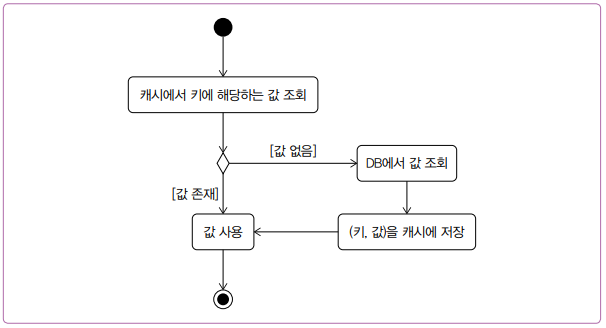 캐시에서 키에 해당하는 값 조회
[값 없음]
DB에서 값 조회
[값 존재]
값 사용
(키, 값)을 캐시에 저장